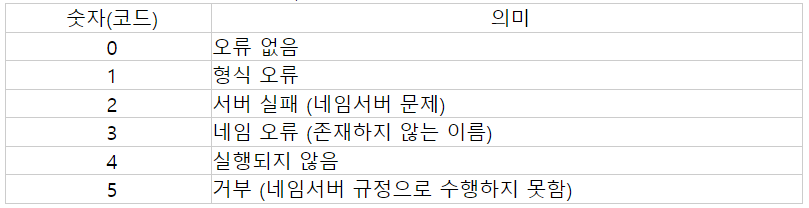 숫자(코드) 의미
0 오류 없음
1 형식 오류
2 서버 실패 (네임서버 문제)
3 네임 오류 (존재하지 않는 이름)
4 실행되지 않음
5 거부 (네임서버 규정으로 수행하지 못함)